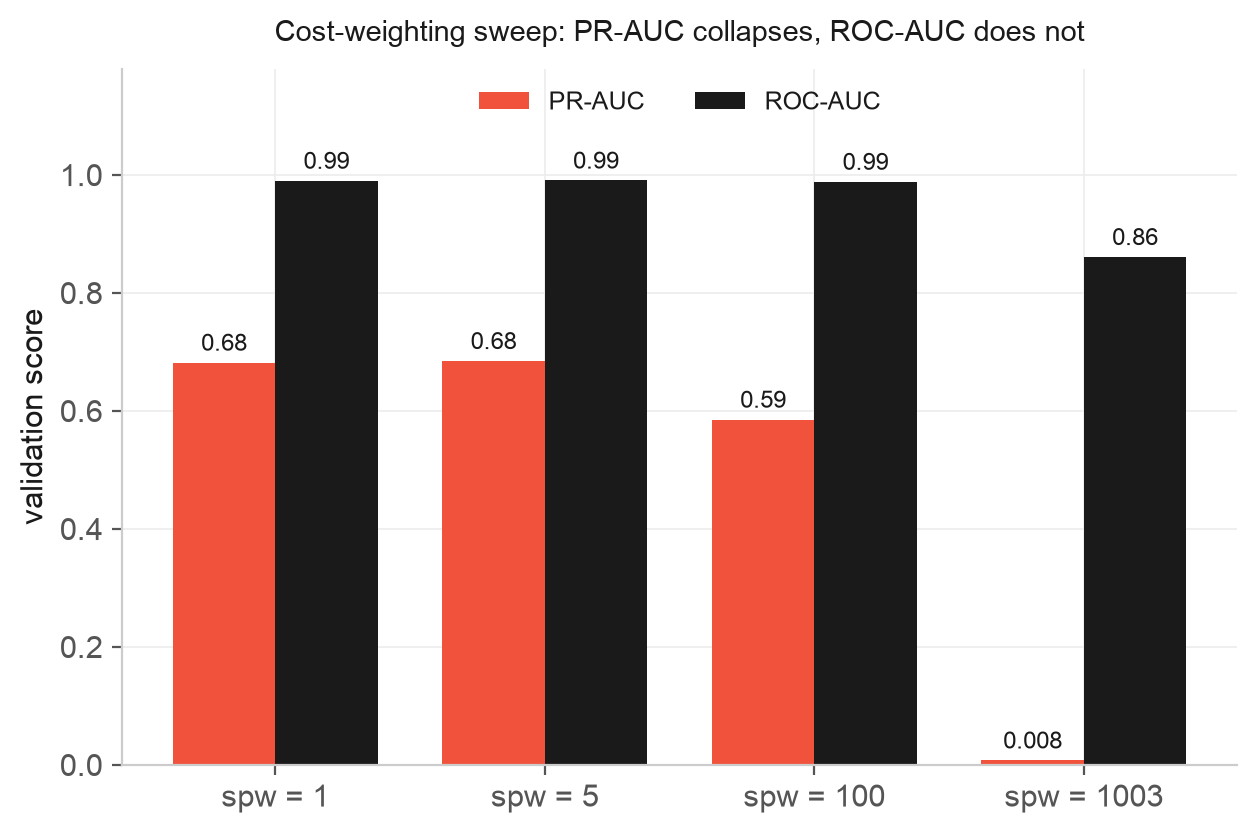 Cost-weighting sweep: PR-AUC collapses, ROC-AUC does not
PR-AUC ROC-AUC
validation score
1.0
0.8
0.6
0.4
0.2
0.0
0.68 0.99
0.68 0.99
0.59 0.99
0.008 0.86
spw = 1 spw = 5 spw = 100 spw = 1003